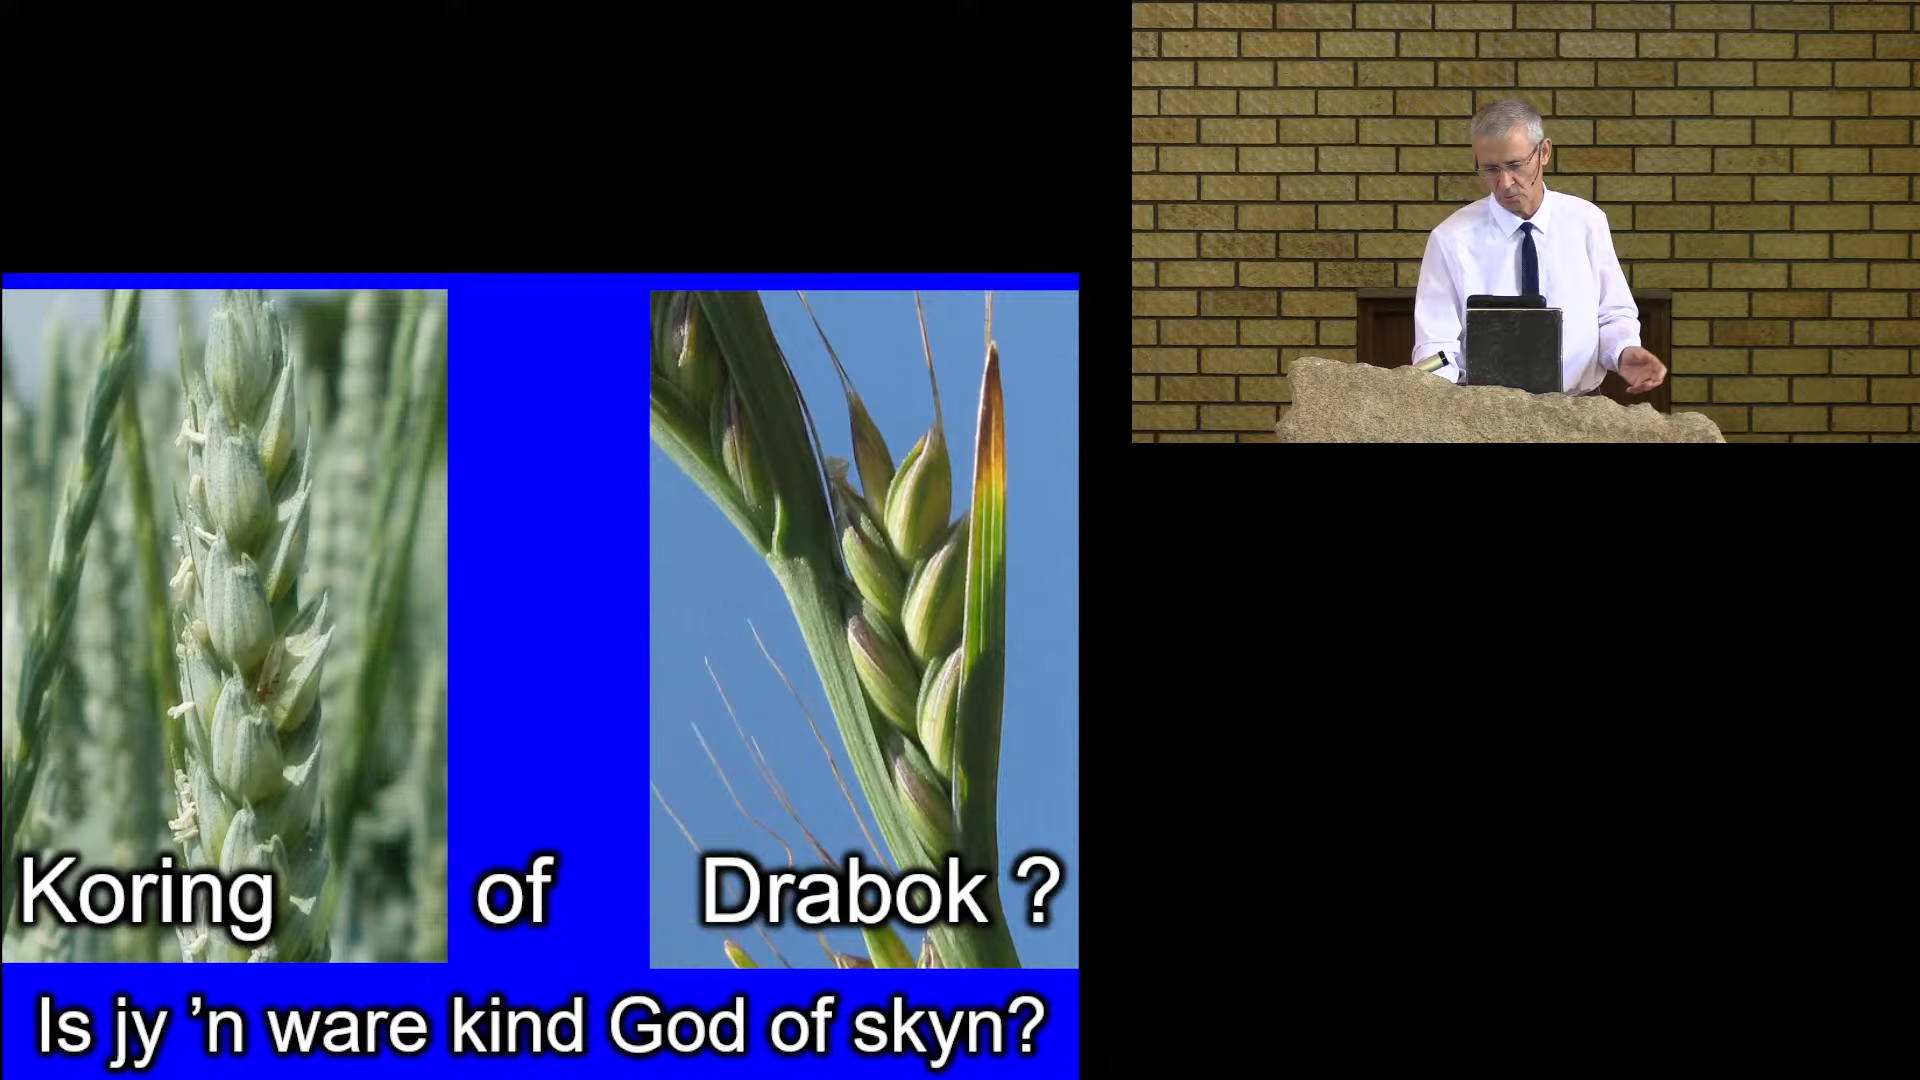 Koring of Drabok ?
Is jy ’n ware kind God of skyn?